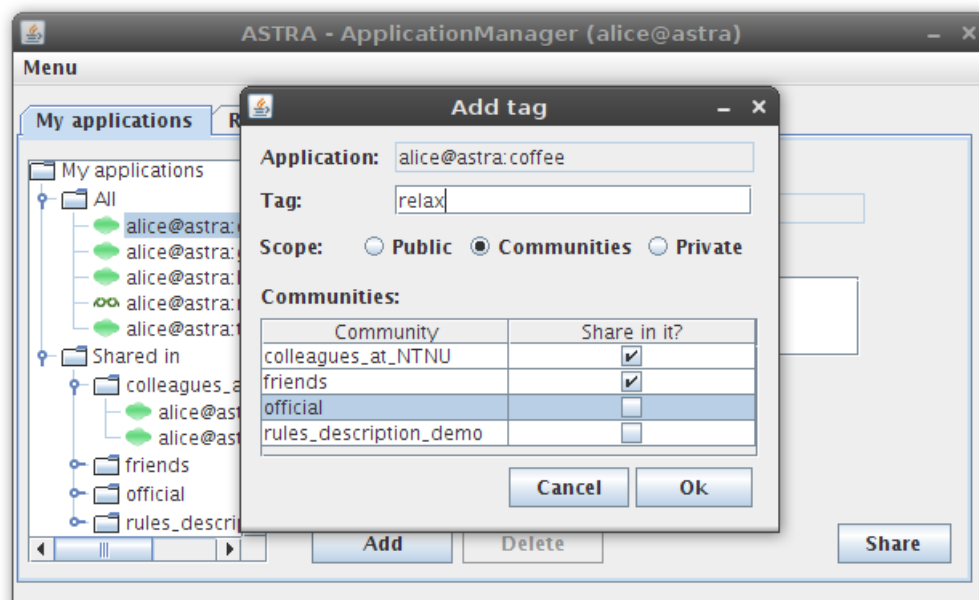 ASTRA - ApplicationManager (alice@astra)
Menu
My applications
Add tag
My applications
All
alice@astra:
alice@astra:
alice@astra:
alice@astra:
alice@astra:
Shared in
colleagues_a
alice@ast
alice@ast
friends
official
rules_descrip
Application: alice@astra:coffee
Tag: relax
Scope: Public Communities Private
Communities:
Community Share in it?
colleagues_at_NTNU
friends
official
rules_description_demo
Cancel Ok
Add Delete Share